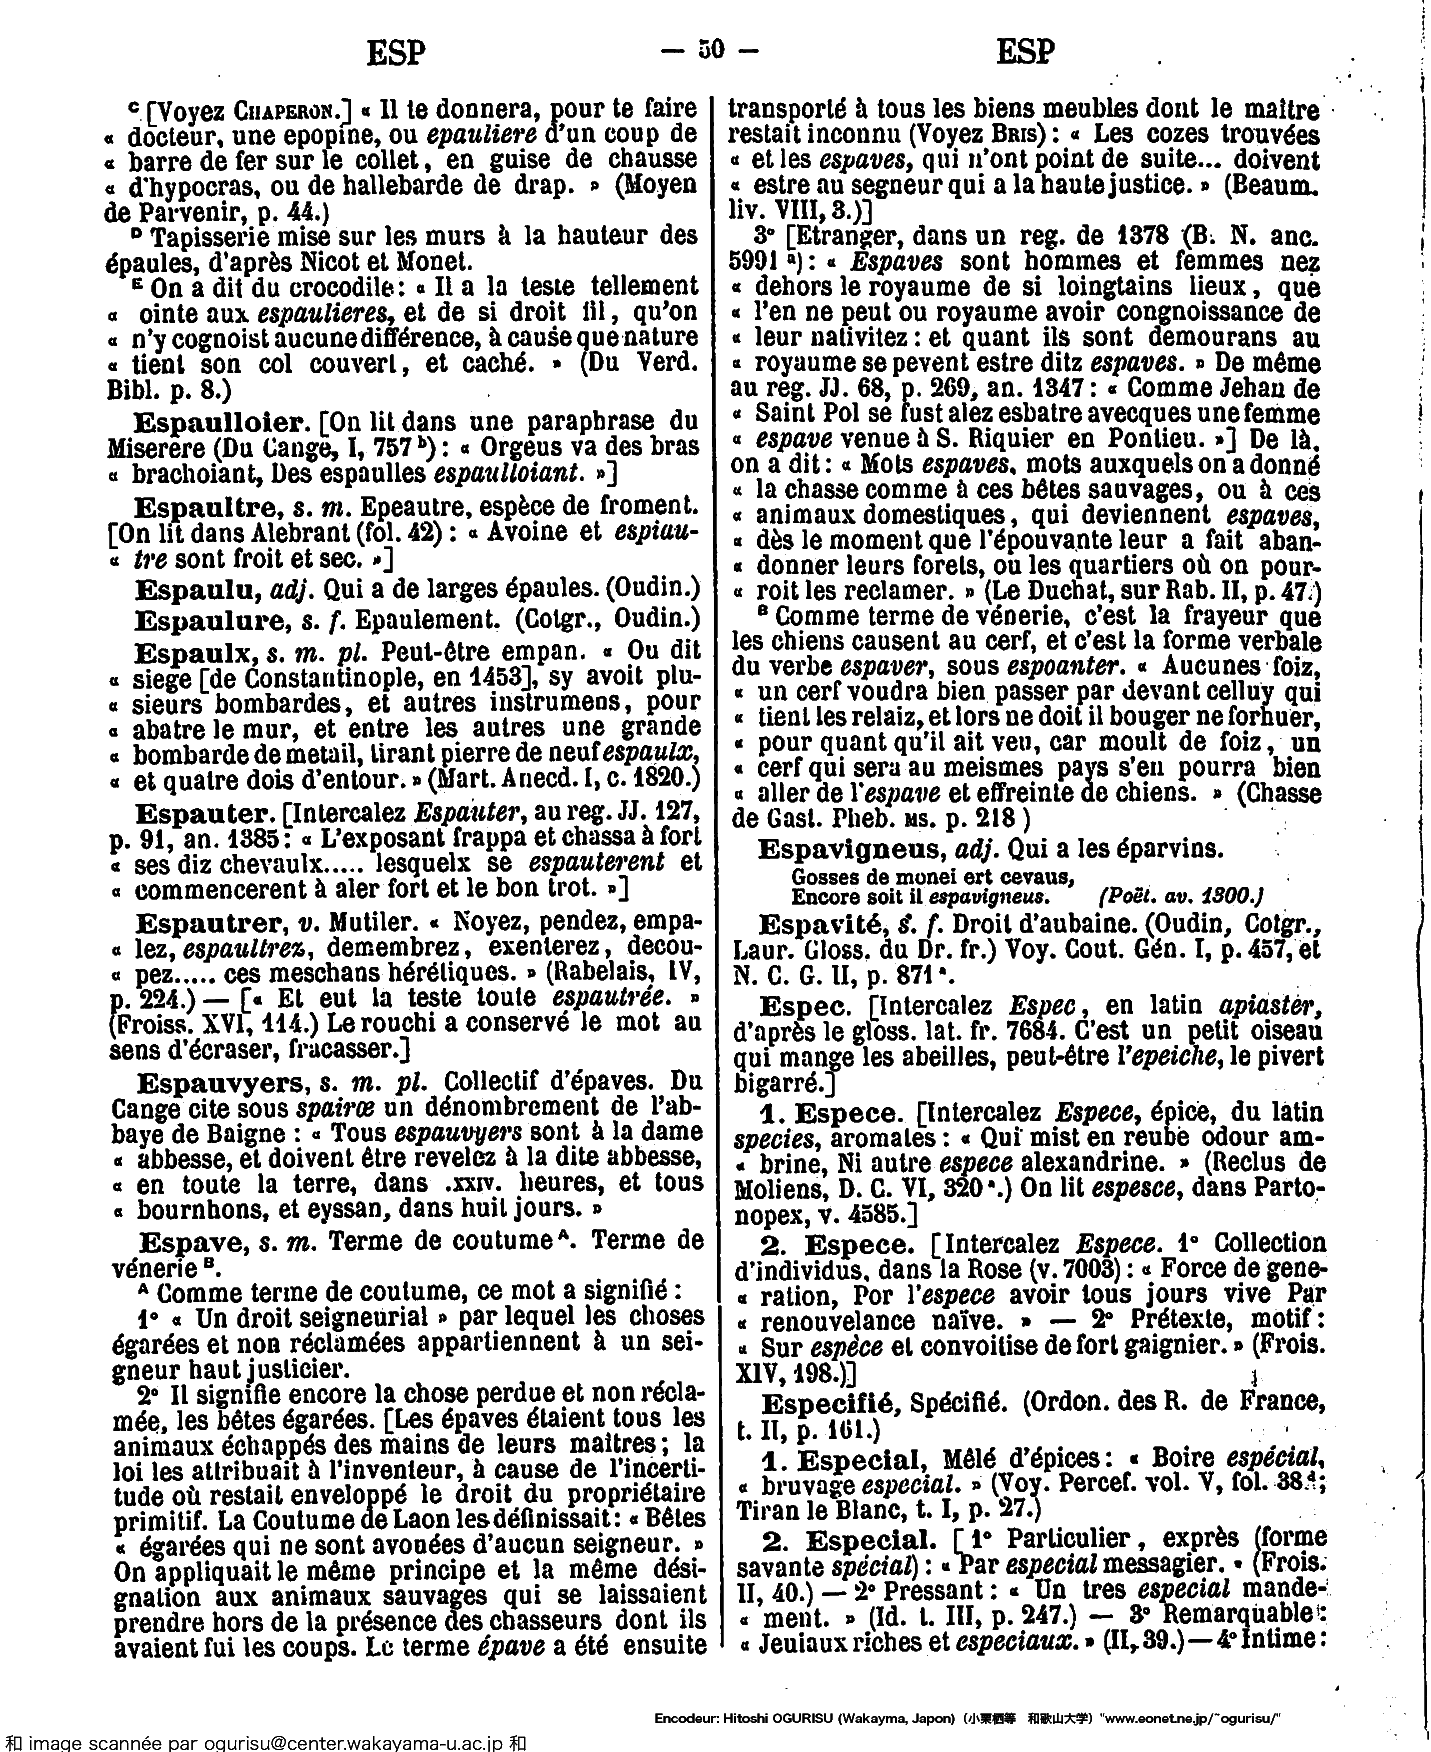 ESP
— 50 —
ESP
ᶜ [Voyez CHAPERON.] « Il te donnera, pour te faire
« docteur, une epopine, ou epauliere d'un coup de
« barre de fer sur le collet, en guise de chausse
« d'hypocras, ou de hallebarde de drap. » (Moyen
de Parvenir, p. 44.)
ᴰ Tapisserie mise sur les murs à la hauteur des
épaules, d'après Nicot et Monet.
ᴱ On a dit du crocodile : « Il a la teste tellement
« ointe aux espaulieres, et de si droit fil, qu'on
« n'y cognoist aucune différence, à cause que nature
« tient son col couvert, et caché. » (Du Verd.
Bibl. p. 8.)
Espaulloier. [On lit dans une paraphrase du
Miserere (Du Cange, I, 757 ᵇ) : « Orgeus va des bras
« brachoiant, Des espaulles espaulloiant. »]
Espaultre, s. m. Epeautre, espèce de froment.
[On lit dans Alebrant (fol. 42) : « Avoine et espiau-
« tre sont froit et sec. »]
Espaulu, adj. Qui a de larges épaules. (Oudin.)
Espaulure, s. f. Epaulement. (Cotgr., Oudin.)
Espaulx, s. m. pl. Peut-être empan. « Ou dit
« siege [de Constantinople, en 1453], sy avoit plu-
« sieurs bombardes, et autres instrumens, pour
« abatre le mur, et entre les autres une grande
« bombarde de metail, tirant pierre de neuf espaulx,
« et quatre dois d'entour. » (Mart. Anecd. I, c. 1820.)
Espauter. [Intercalez Espauter, au reg. JJ. 127,
p. 91, an. 1385 : « L'exposant frappa et chassa à fort
« ses diz chevaulx..... lesquelx se espauterent et
« commencerent à aler fort et le bon trot. »]
Espautrer, v. Mutiler. « Noyez, pendez, empa-
« lez, espaultrez, demembrez, exenterez, decou-
« pez..... ces meschans hérétiques. » (Rabelais, IV,
p. 224.) — [« Et eut la teste toute espautrée. »
(Froiss. XVI, 114.) Le rouchi a conservé le mot au
sens d'écraser, fracasser.]
Espauvyers, s. m. pl. Collectif d'épaves. Du
Cange cite sous spairœ un dénombrement de l'ab-
baye de Baigne : « Tous espauvyers sont à la dame
« abbesse, et doivent être revelez à la dite abbesse,
« en toute la terre, dans .XXIV. heures, et tous
« bournhons, et eyssan, dans huit jours. »
Espave, s. m. Terme de coutume ᴬ. Terme de
vénerie ᴮ.
ᴬ Comme terme de coutume, ce mot a signifié :
1° « Un droit seigneurial » par lequel les choses
égarées et non réclamées appartiennent à un sei-
gneur haut justicier.
2° Il signifie encore la chose perdue et non récla-
mée, les bêtes égarées. [Les épaves étaient tous les
animaux échappés des mains de leurs maîtres ; la
loi les attribuait à l'inventeur, à cause de l'incerti-
tude où restait enveloppé le droit du propriétaire
primitif. La Coutume de Laon les définissait : « Bêtes
« égarées qui ne sont avouées d'aucun seigneur. »
On appliquait le même principe et la même dési-
gnation aux animaux sauvages qui se laissaient
prendre hors de la présence des chasseurs dont ils
avaient fui les coups. Le terme épave a été ensuite
transporté à tous les biens meubles dont le maître
restait inconnu (Voyez BRIS) : « Les cozes trouvées
« et les espaves, qui n'ont point de suite... doivent
« estre au segneur qui a la haute justice. » (Beaum.
liv. VIII, 3.)]
3° [Etranger, dans un reg. de 1378 (B. N. anc.
5991 ᵃ) : « Espaves sont hommes et femmes nez
« dehors le royaume de si loingtains lieux, que
« l'en ne peut ou royaume avoir congnoissance de
« leur nativitez : et quant ils sont demourans au
« royaume se pevent estre ditz espaves. » De même
au reg. JJ. 68, p. 269, an. 1347 : « Comme Jehan de
« Saint Pol se fust alez esbatre avecques une femme
« espave venue à S. Riquier en Pontieu. »] De là,
on a dit : « Mots espaves, mots auxquels on a donné
« la chasse comme à ces bêtes sauvages, ou à ces
« animaux domestiques, qui deviennent espaves,
« dès le moment que l'épouvante leur a fait aban-
« donner leurs forets, ou les quartiers où on pour-
« roit les reclamer. » (Le Duchat, sur Rab. II, p. 47.)
ᴮ Comme terme de vénerie, c'est la frayeur que
les chiens causent au cerf, et c'est la forme verbale
du verbe espaver, sous espoanter. « Aucunes foiz,
« un cerf voudra bien passer par devant celluy qui
« tient les relaiz, et lors ne doit il bouger ne forhuer,
« pour quant qu'il ait veu, car moult de foiz, un
« cerf qui sera au meismes pays s'en pourra bien
« aller de l'espave et effreinte de chiens. » (Chasse
de Gast. Pheb. MS. p. 218)
Espavigneus, adj. Qui a les éparvins.
Gosses de monei ert cevaus,
Encore soit il espavigneus. (Poët. av. 1300.)
Espavité, s. f. Droit d'aubaine. (Oudin, Cotgr.,
Laur. Gloss. du Dr. fr.) Voy. Cout. Gén. I, p. 457, et
N. C. G. II, p. 871 ᵃ.
Espec. [Intercalez Espec, en latin apiaster,
d'après le gloss. lat. fr. 7684. C'est un petit oiseau
qui mange les abeilles, peut-être l'epeiche, le pivert
bigarré.]
1. Espece. [Intercalez Espece, épice, du latin
species, aromates : « Qui mist en reube odour am-
« brine, Ni autre espece alexandrine. » (Reclus de
Moliens, D. C. VI, 320 ᵃ.) On lit espesce, dans Parto-
nopex, v. 4585.]
2. Espece. [Intercalez Espece. 1° Collection
d'individus, dans la Rose (v. 7003) : « Force de gene-
« ration, Por l'espece avoir tous jours vive Par
« renouvelance naïve. » — 2° Prétexte, motif :
« Sur espèce et convoitise de fort gaignier. » (Frois.
XIV, 198.)]
Especifié, Spécifié. (Ordon. des R. de France,
t. II, p. 161.)
1. Especial, Mêlé d'épices : « Boire espécial,
« bruvage especial. » (Voy. Percef. vol. V, fol. 38 ᵈ;
Tiran le Blanc, t. I, p. 27.)
2. Especial. [1° Particulier, exprès (forme
savante spécial) : « Par especial messagier. » (Frois.
II, 40.) — 2° Pressant : « Un tres especial mande-
« ment. » (Id. t. III, p. 247.) — 3° Remarquable :
« Jeuiaux riches et especiaux. » (II, 39.) — 4° Intime :
Encodeur: Hitoshi OGURISU (Wakayma, Japon) (小栗栖等 和歌山大学) "www.eonet.ne.jp/~ogurisu/"
和 image scannée par ogurisu@center.wakayama-u.ac.jp 和